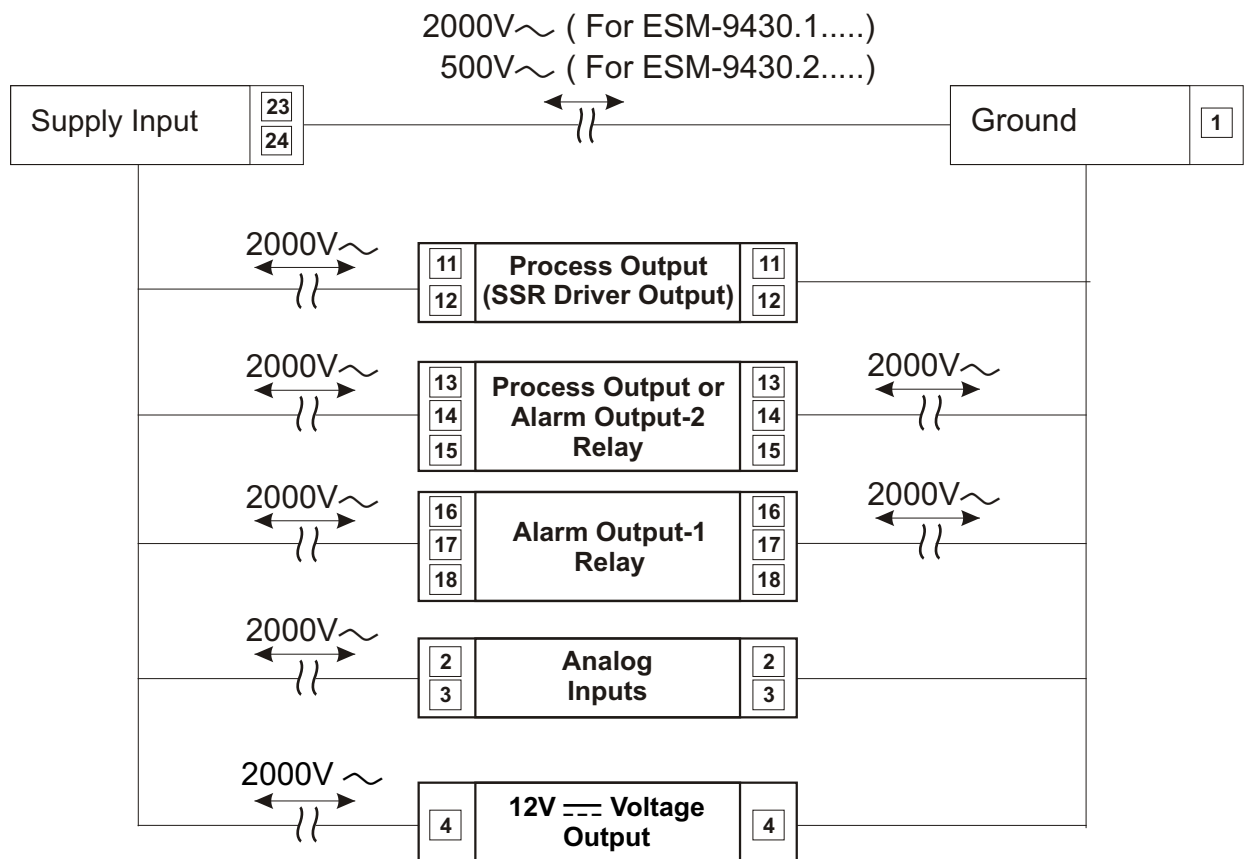 2000V～ ( For ESM-9430.1.....)
500V～ ( For ESM-9430.2.....)
Supply Input
23
24
Ground
1
2000V～
11
12
Process Output
(SSR Driver Output)
11
12
2000V～
13
14
15
Process Output or
Alarm Output-2
Relay
13
14
15
2000V～
2000V～
16
17
18
Alarm Output-1
Relay
16
17
18
2000V～
2000V～
2
3
Analog
Inputs
2
3
2000V ～
4
12V ⎓ Voltage
Output
4